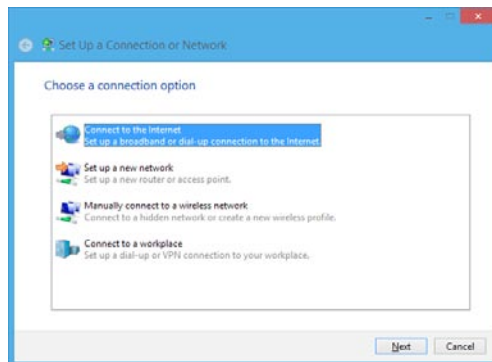 Set Up a Connection or Network
Choose a connection option
Connect to the Internet
Set up a broadband or dial-up connection to the Internet.
Set up a new network
Set up a new router or access point.
Manually connect to a wireless network
Connect to a hidden network or create a new wireless profile.
Connect to a workplace
Set up a dial-up or VPN connection to your workplace.
Next Cancel